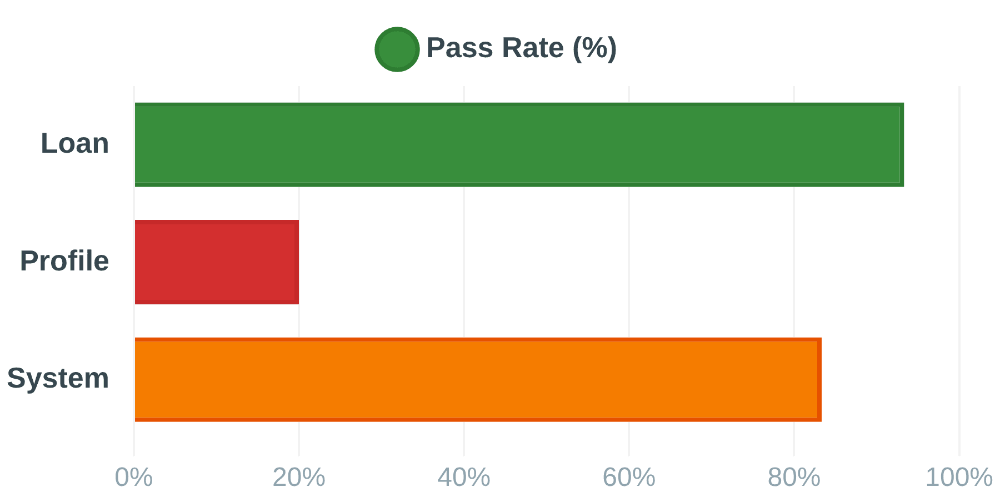 Pass Rate (%)
Loan
Profile
System
0% 20% 40% 60% 80% 100%